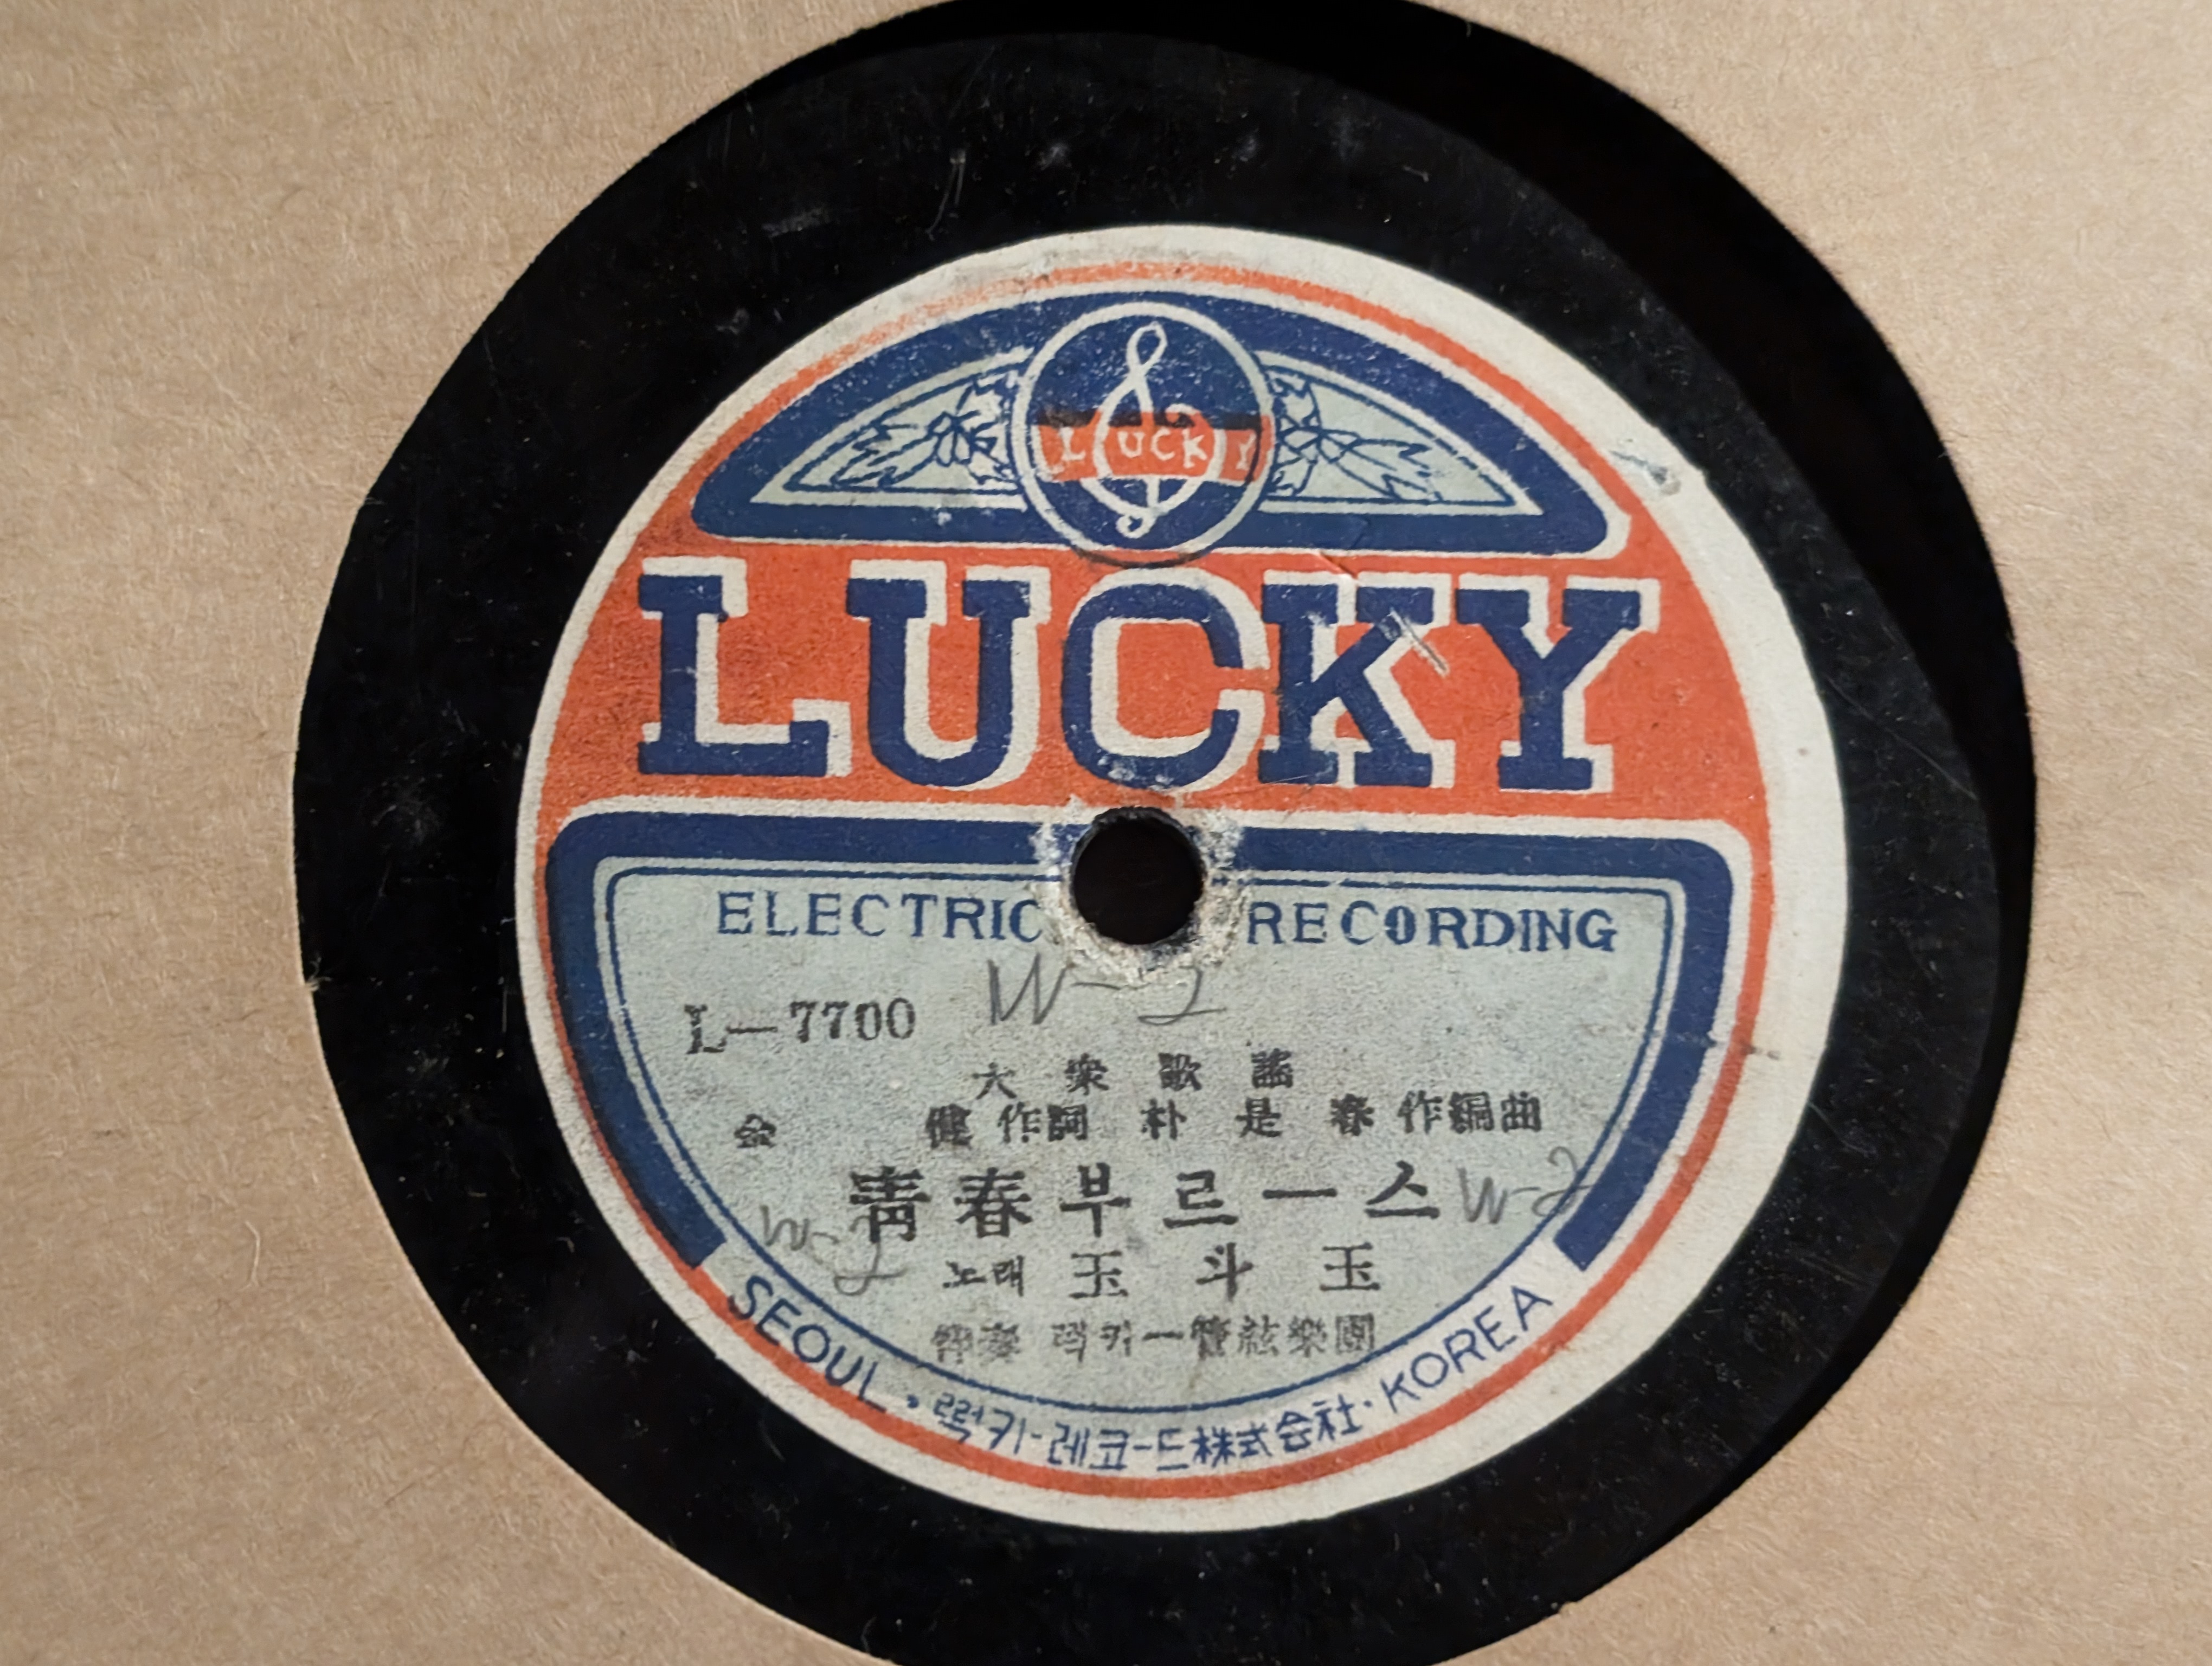 LUCKY
LUCKY
ELECTRIC RECORDING
W-2
L-7700
大衆歌謠
金 健 作詞 朴是春 作編曲
靑春부르—스 W-2
W-2
노래 玉斗玉
伴奏 럭키—管絃樂團
SEOUL. 럭키-레코-드株式会社. KOREA